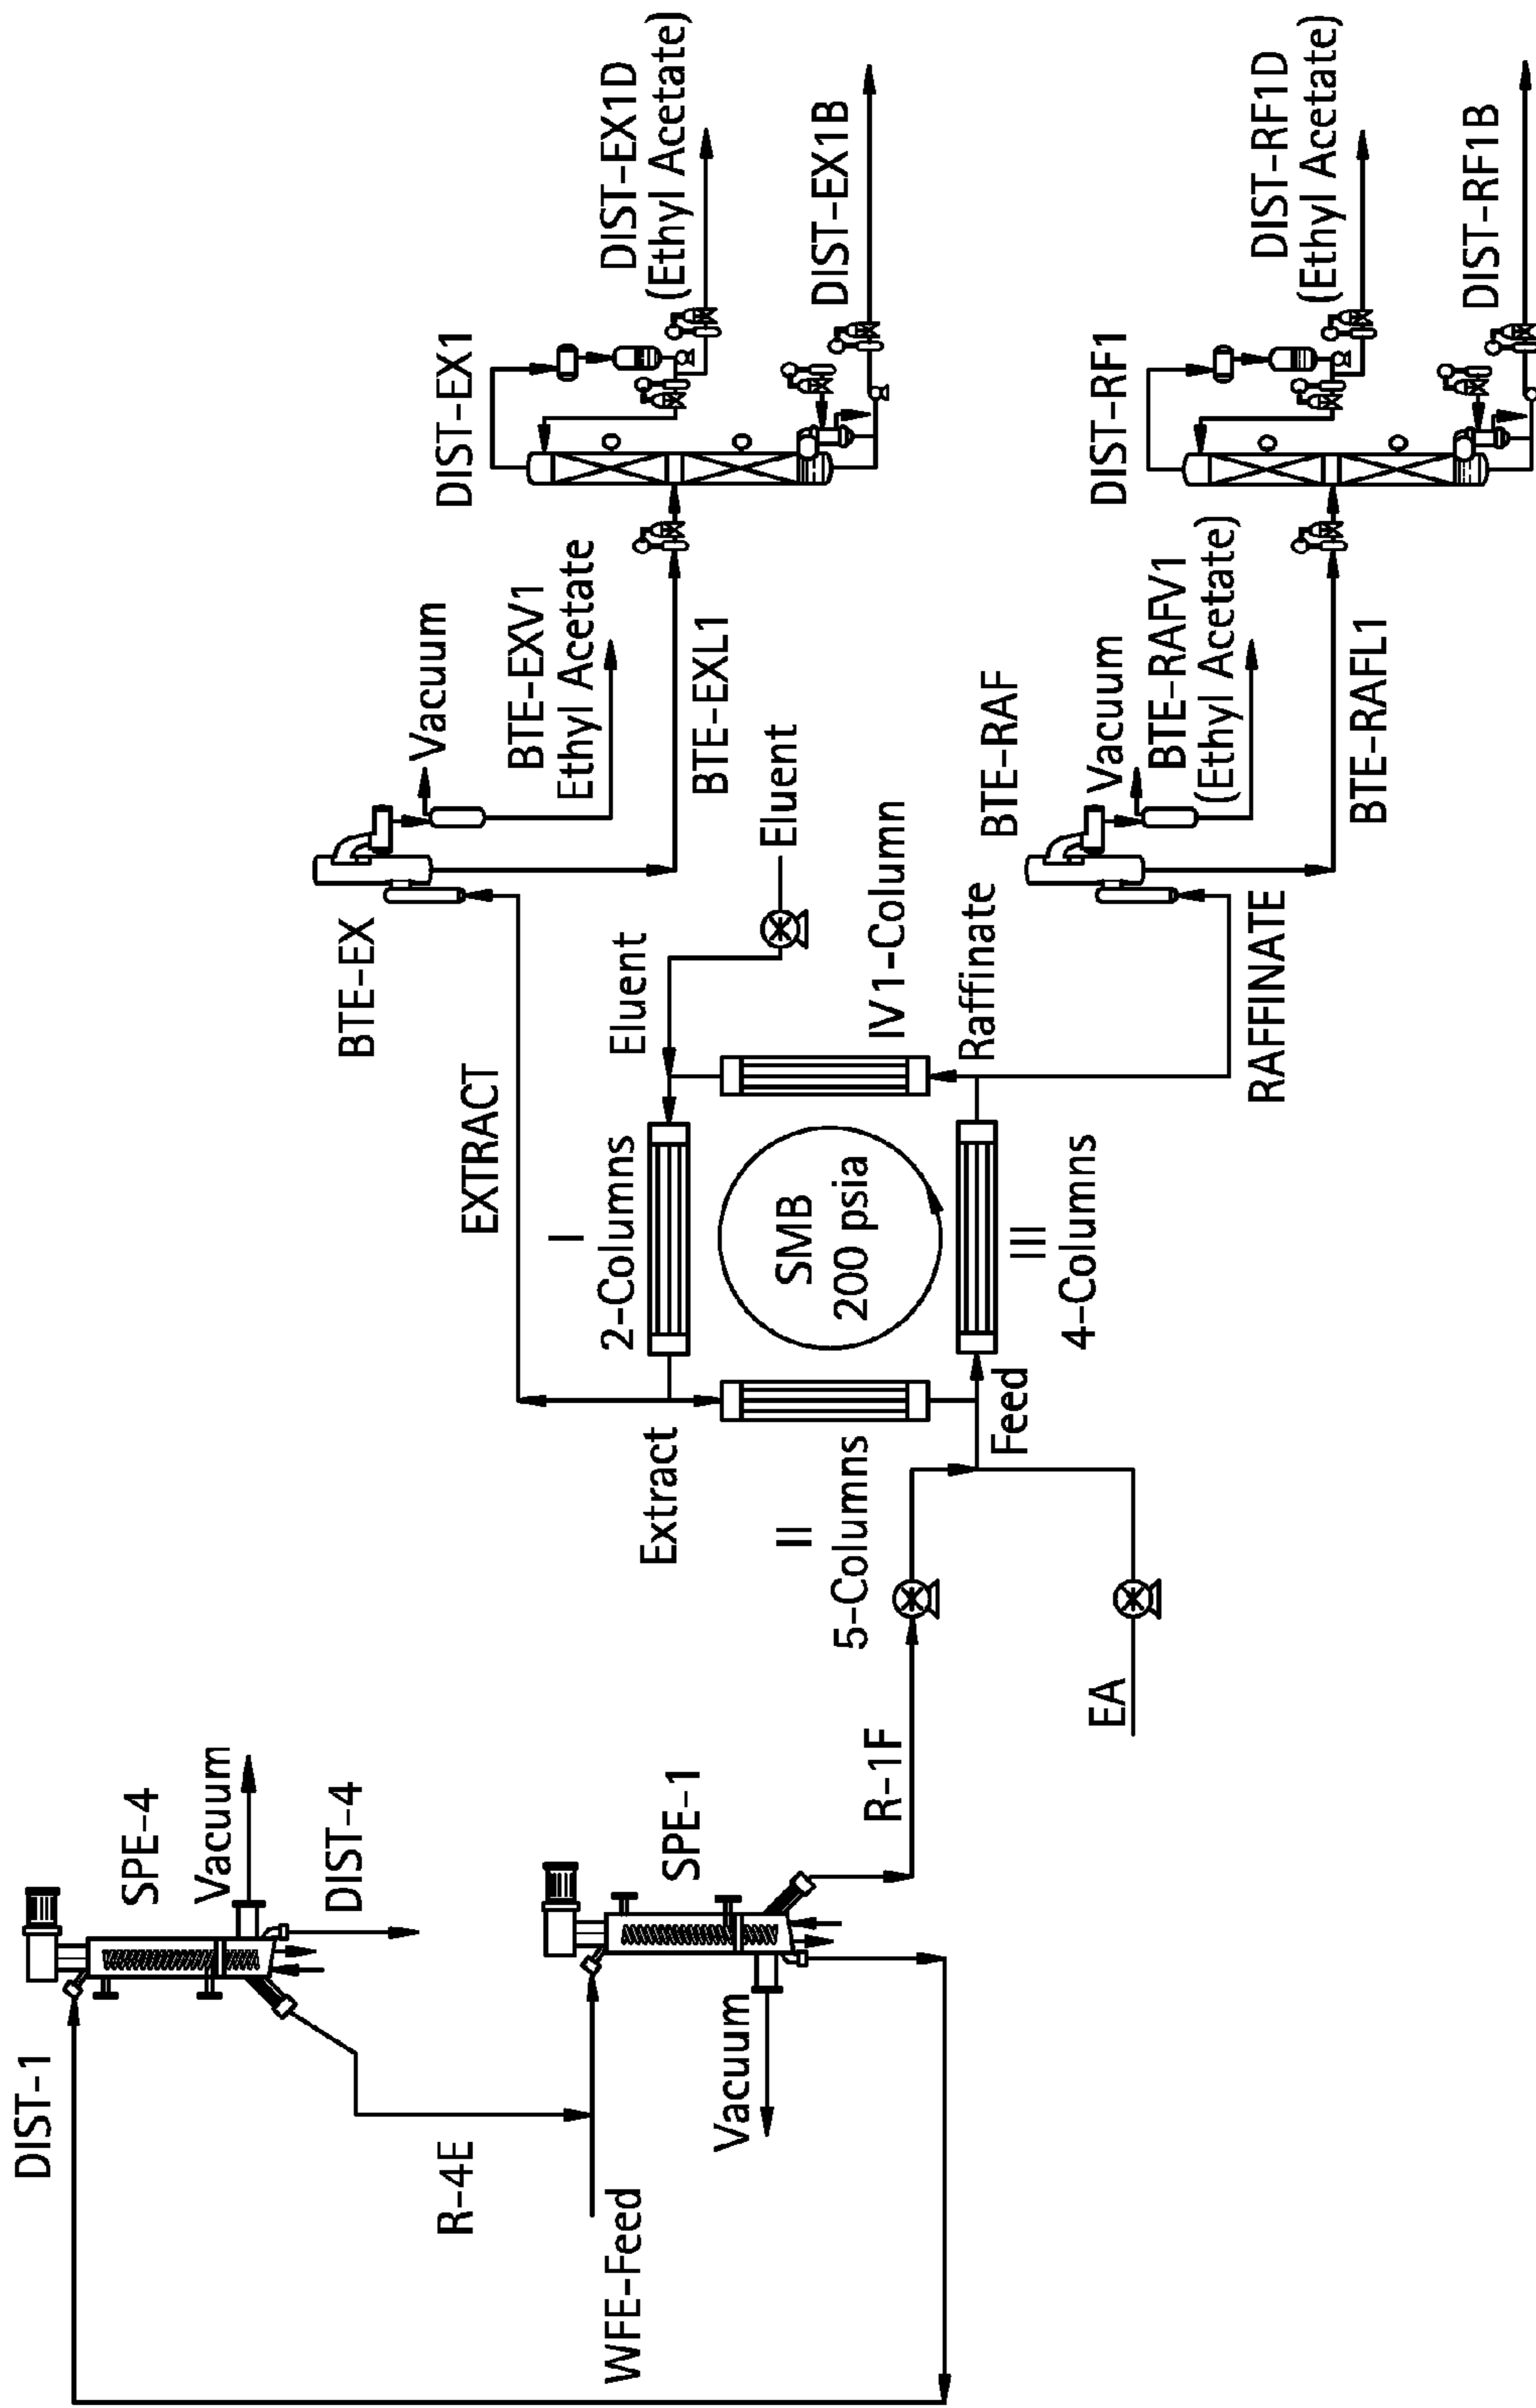 DIST-1
SPE-4
Vacuum
DIST-4
R-4E
WFE-Feed
SPE-1
Vacuum
R-1F
EA
BTE-EX
EXTRACT
Vacuum
BTE-EXV1
Ethyl Acetate
BTE-EXL1
DIST-EX1
DIST-EX1D
(Ethyl Acetate)
DIST-EX1B
Eluent
Eluent
I
2-Columns
Extract
II
5-Columns
SMB
200 psia
Feed
III
4-Columns
IV1-Column
Raffinate
RAFFINATE
BTE-RAF
Vacuum
BTE-RAFV1
(Ethyl Acetate)
BTE-RAFL1
DIST-RF1
DIST-RF1D
(Ethyl Acetate)
DIST-RF1B